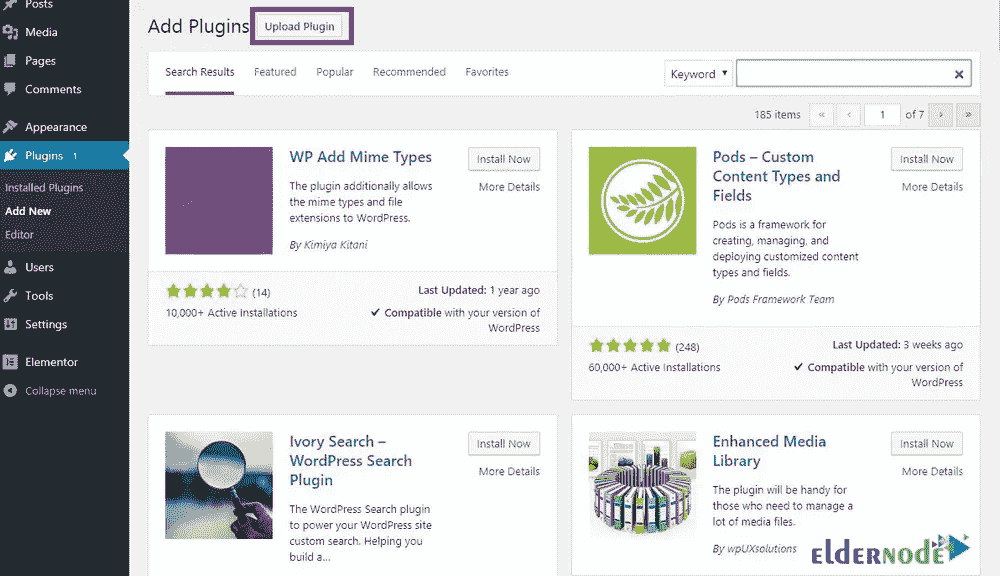 Posts
Media
Pages
Comments
Appearance
Plugins 1
Installed Plugins
Add New
Editor
Users
Tools
Settings
Elementor
Collapse menu
Add Plugins
Upload Plugin
Search Results
Featured
Popular
Recommended
Favorites
Keyword ▼
×
185 items
«
‹
1
of 7
›
»
WP Add Mime Types
Install Now
More Details
The plugin additionally allows
the mime types and file
extensions to WordPress.
By Kimiya Kitani
(14)
10,000+ Active Installations
Last Updated: 1 year ago
✔ Compatible with your version of
WordPress
Pods – Custom
Content Types and
Fields
Install Now
More Details
Pods is a framework for
creating, managing, and
deploying customized content
types and fields.
By Pods Framework Team
(248)
60,000+ Active Installations
Last Updated: 3 weeks ago
✔ Compatible with your version of
WordPress
Ivory Search –
WordPress Search
Plugin
Install Now
More Details
The WordPress Search plugin
to power your WordPress site
custom search. Helping you
build a...
Enhanced Media
Library
Install Now
More Details
The plugin will be handy for
those who need to manage a
lot of media files.
By wpUXsolutions
elderNode